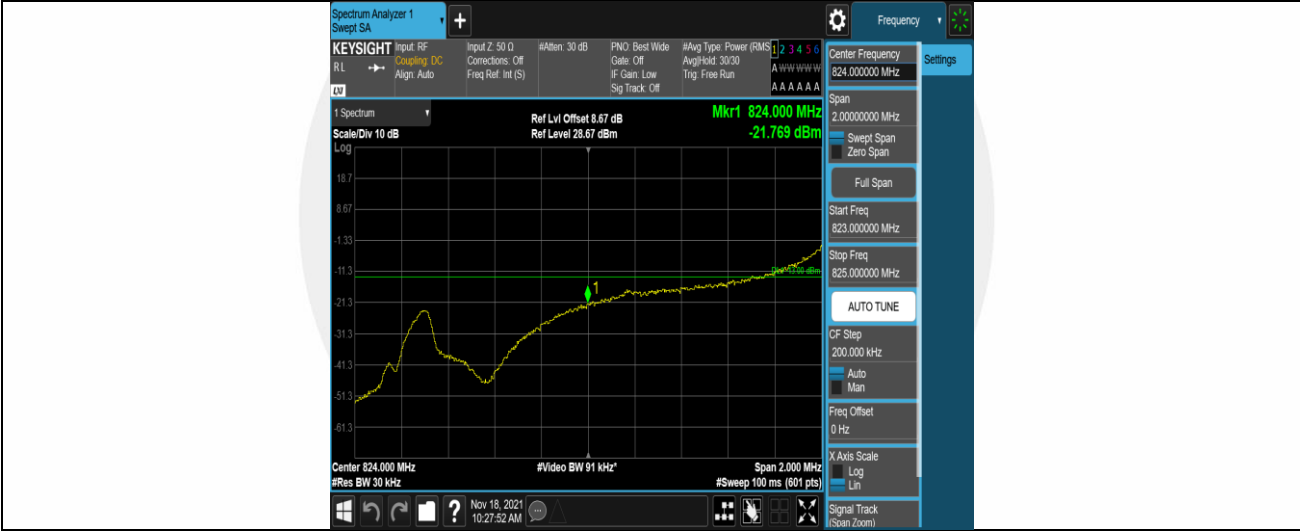 Spectrum Analyzer 1
Swept SA
Frequency
KEYSIGHT
RL
Input: RF
Coupling: DC
Align: Auto
Input Z: 50 Ω
Corrections: Off
Freq Ref: Int (S)
#Atten: 30 dB
PNO: Best Wide
Gate: Off
IF Gain: Low
Sig Track: Off
#Avg Type: Power (RMS
Avg|Hold: 30/30
Trig: Free Run
1 2 3 4 5 6
A W W W W W
A A A A A A
1 Spectrum
Scale/Div 10 dB
Ref Lvl Offset 8.67 dB
Ref Level 28.67 dBm
Mkr1 824.000 MHz
-21.769 dBm
Log
18.7
8.67
-1.33
-11.3
-21.3
-31.3
-41.3
-51.3
-61.3
1
Center 824.000 MHz
#Res BW 30 kHz
#Video BW 91 kHz*
Span 2.000 MHz
#Sweep 100 ms (601 pts)
Nov 18, 2021
10:27:52 AM
Center Frequency
824.000000 MHz
Settings
Span
2.00000000 MHz
Swept Span
Zero Span
Full Span
Start Freq
823.000000 MHz
Stop Freq
825.000000 MHz
AUTO TUNE
CF Step
200.000 kHz
Auto
Man
Freq Offset
0 Hz
X Axis Scale
Log
Lin
Signal Track
(Span Zoom)